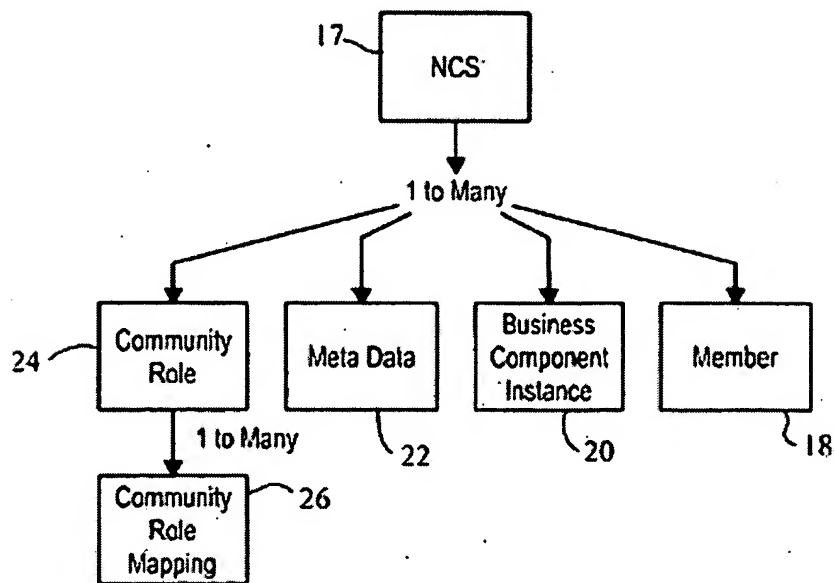 17
NCS
1 to Many
24
Community
Role
Meta Data
22
Business
Component
Instance
20
Member
18
1 to Many
Community
Role
Mapping
26